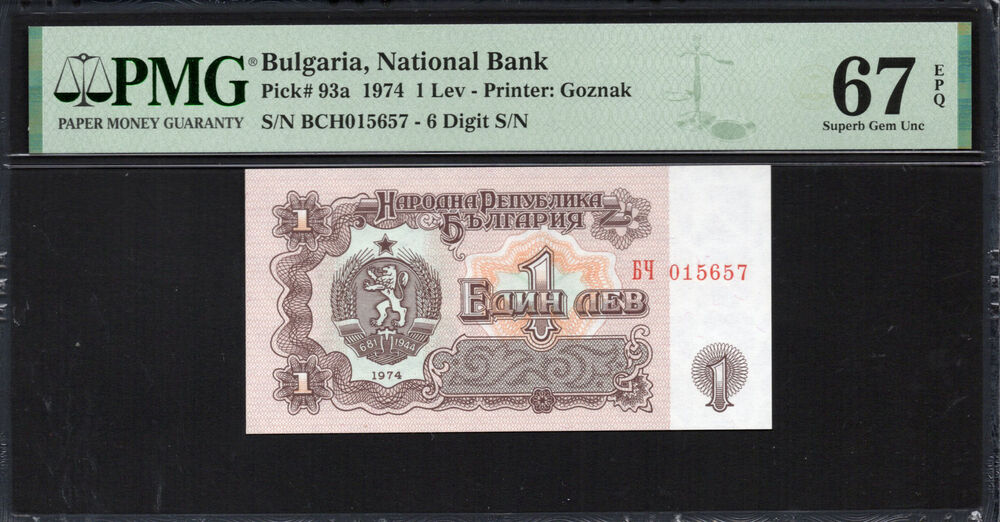 PMG®
PAPER MONEY GUARANTY
Bulgaria, National Bank
Pick# 93a 1974 1 Lev - Printer: Goznak
S/N BCH015657 - 6 Digit S/N
67
EPQ
Superb Gem Unc
НАРОДНА РЕПУБЛИКА
БЪЛГАРИЯ
1
1
БЧ 015657
ЕДИН ЛЕВ
681 1944
1974
1
1